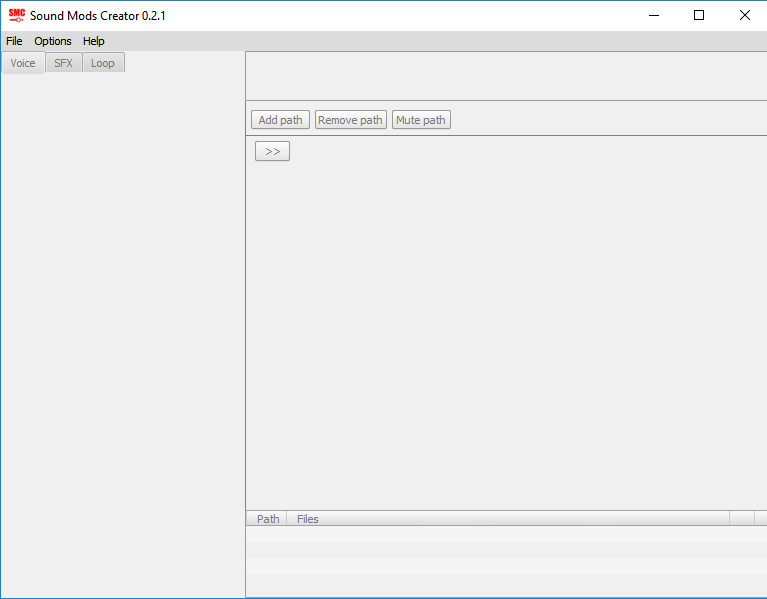 SMC Sound Mods Creator 0.2.1
File Options Help
Voice SFX Loop
Add path Remove path Mute path
>>
Path Files